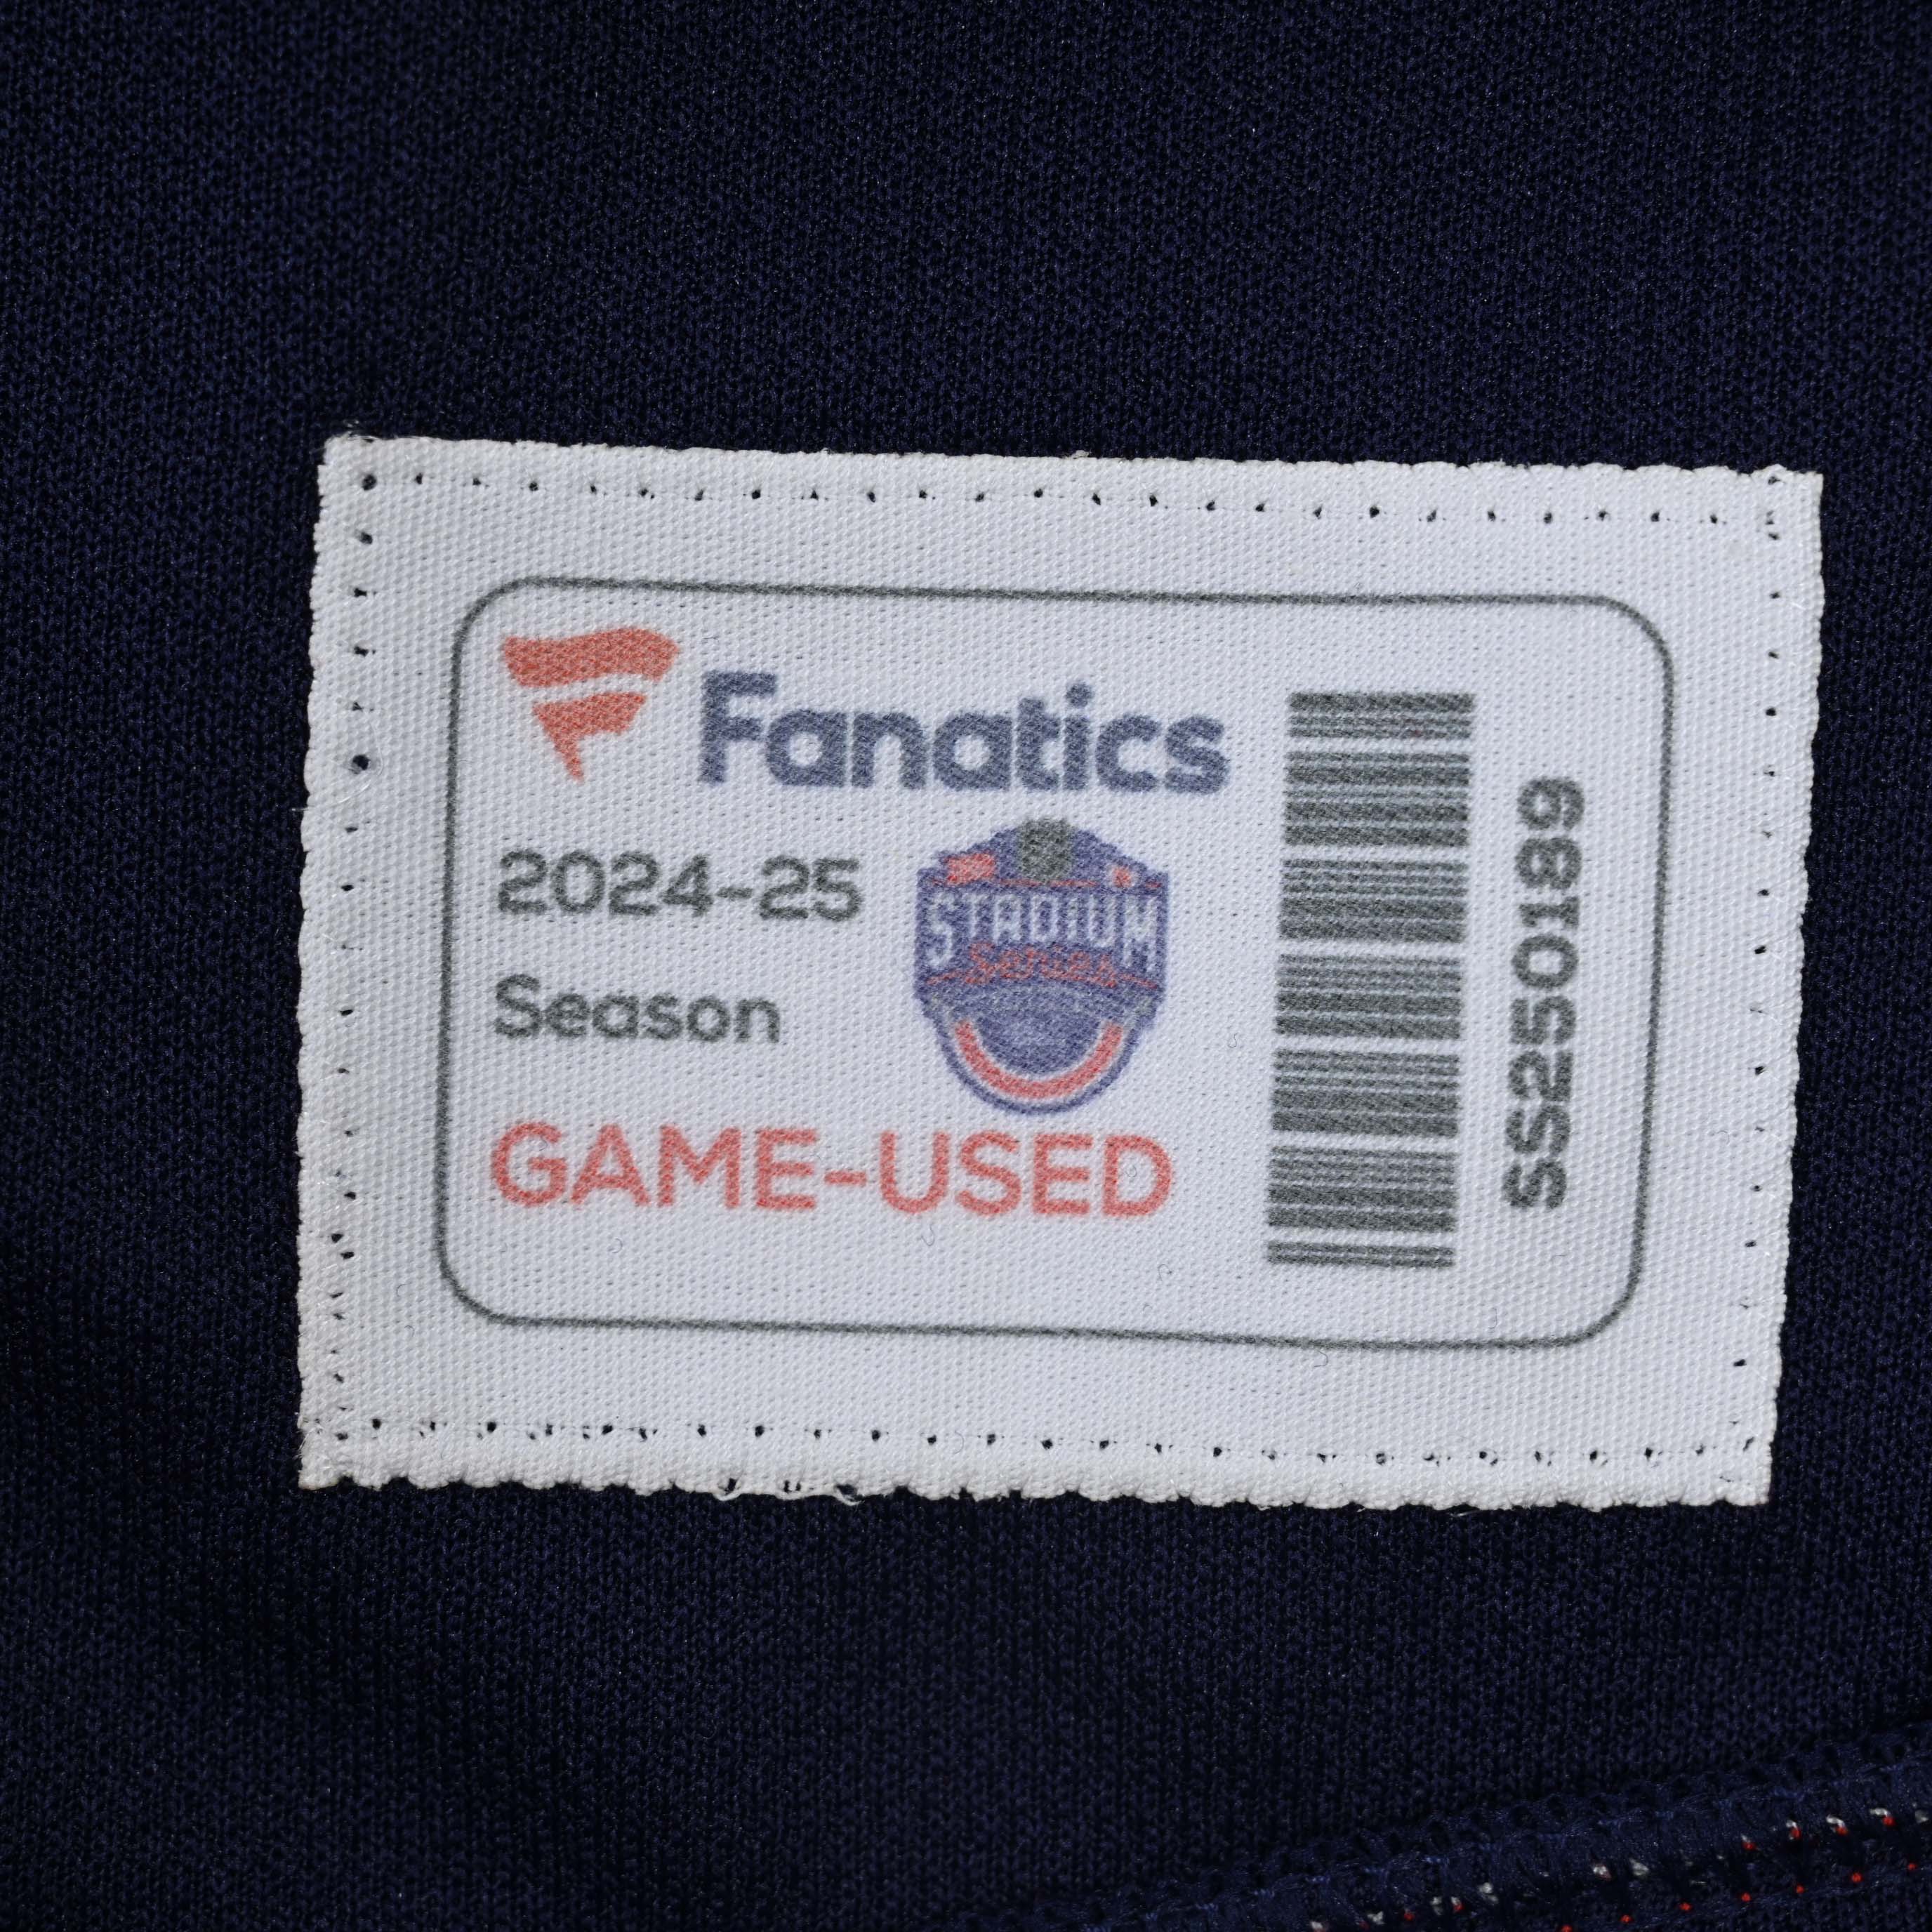 Fanatics
2024-25
Season
STADIUM
Series
GAME-USED
SS250189